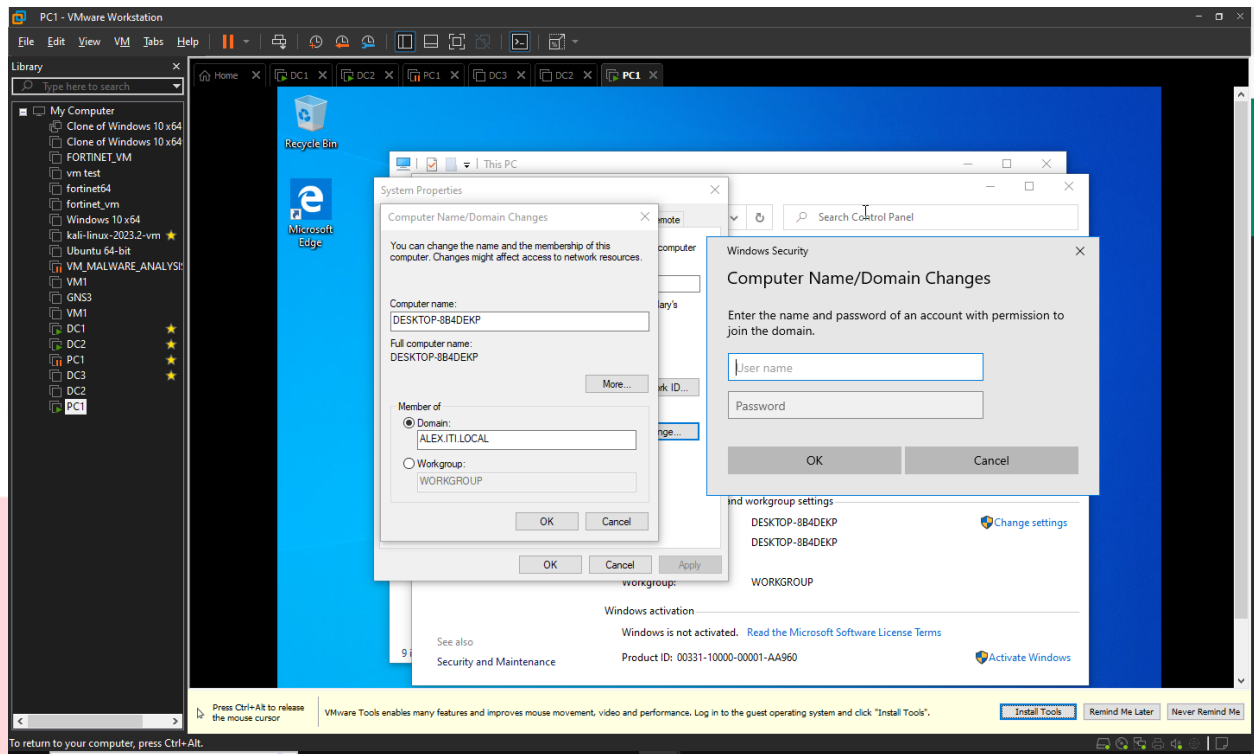 PC1 - VMware Workstation
File Edit View VM Tabs Help
Library
Type here to search
My Computer
Clone of Windows 10 x64
Clone of Windows 10 x64
FORTINET_VM
vm test
fortinet64
fortinet_vm
Windows 10 x64
kali-linux-2023.2-vm
Ubuntu 64-bit
VM_MALWARE_ANALYSI
VM1
GNS3
VM1
DC1
DC2
PC1
DC3
DC2
PC1
Home DC1 DC2 PC1 DC3 DC2 PC1
Recycle Bin
Microsoft
Edge
This PC
Search Control Panel
System Properties
emote
computer
ary's
rk ID...
nge...
OK Cancel Apply
Computer Name/Domain Changes
You can change the name and the membership of this
computer. Changes might affect access to network resources.
Computer name:
DESKTOP-8B4DEKP
Full computer name:
DESKTOP-8B4DEKP
More...
Member of
Domain:
ALEX.ITI.LOCAL
Workgroup:
WORKGROUP
OK Cancel
Windows Security
Computer Name/Domain Changes
Enter the name and password of an account with permission to
join the domain.
User name
Password
OK Cancel
and workgroup settings
DESKTOP-8B4DEKP Change settings
DESKTOP-8B4DEKP
Workgroup: WORKGROUP
Windows activation
Windows is not activated. Read the Microsoft Software License Terms
Product ID: 00331-10000-00001-AA960 Activate Windows
See also
Security and Maintenance
9 i
Press Ctrl+Alt to release
the mouse cursor
VMware Tools enables many features and improves mouse movement, video and performance. Log in to the guest operating system and click "Install Tools".
Install Tools Remind Me Later Never Remind Me
To return to your computer, press Ctrl+Alt.